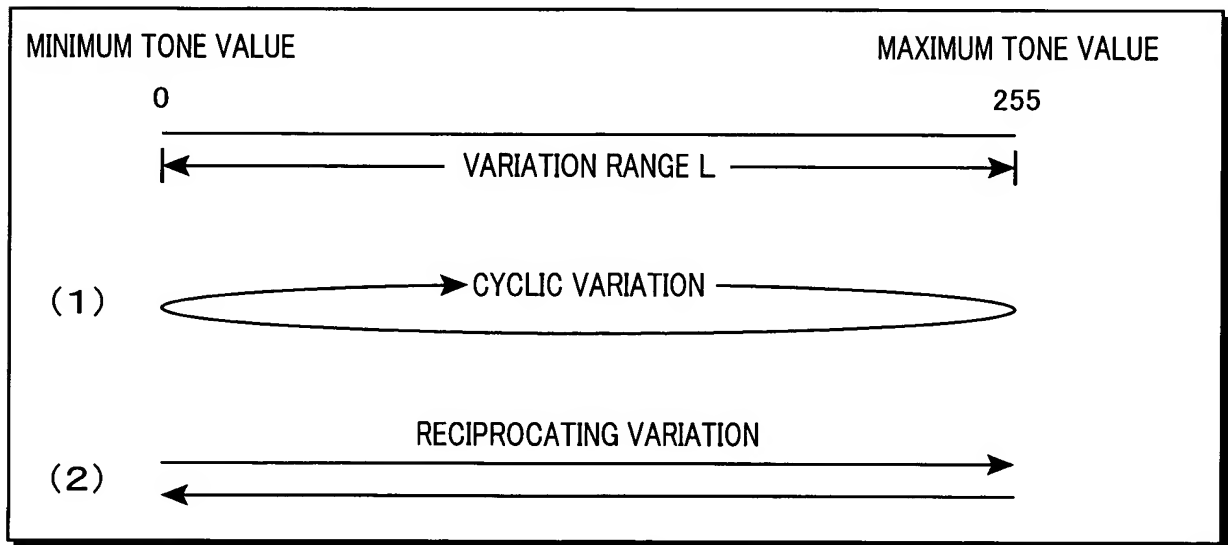 MINIMUM TONE VALUE MAXIMUM TONE VALUE
0 255
VARIATION RANGE L
(1) CYCLIC VARIATION
RECIPROCATING VARIATION
(2)